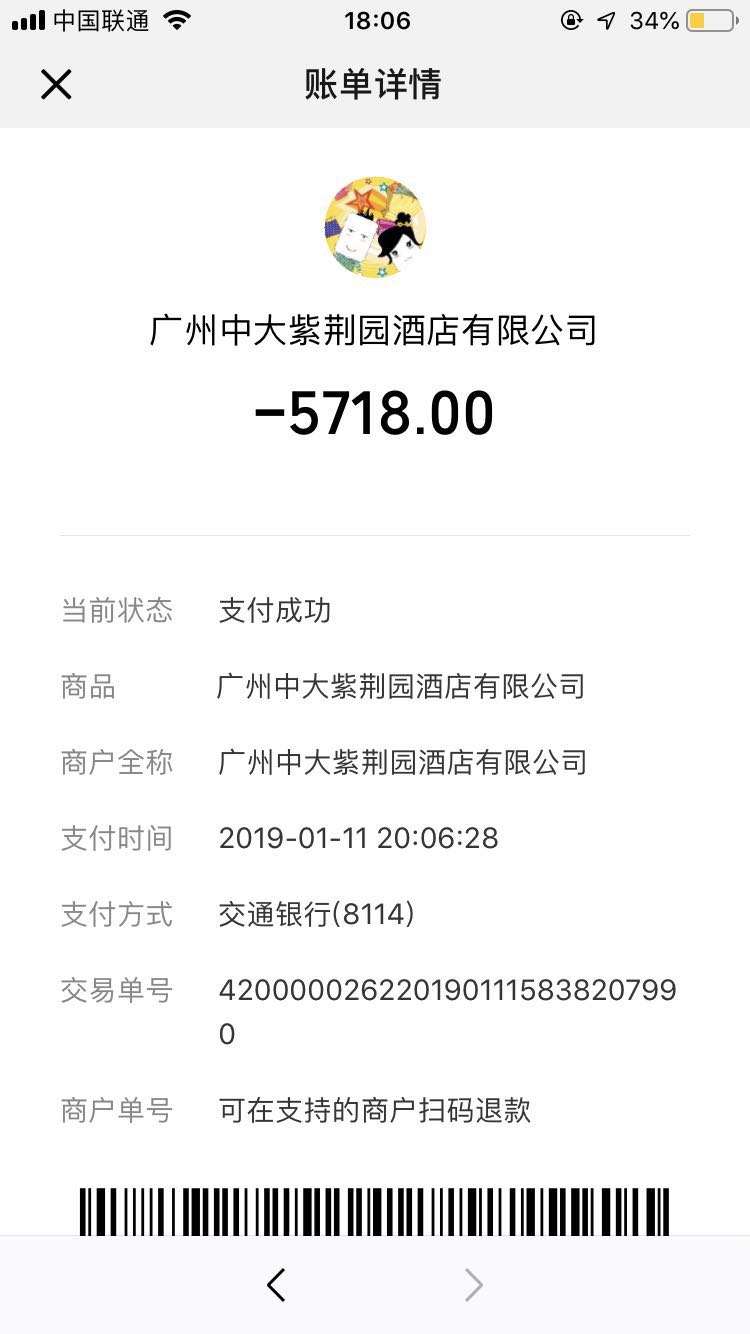 中国联通
18:06
34%
账单详情
广州中大紫荆园酒店有限公司
-5718.00
当前状态 支付成功
商品 广州中大紫荆园酒店有限公司
商户全称 广州中大紫荆园酒店有限公司
支付时间 2019-01-11 20:06:28
支付方式 交通银行(8114)
交易单号 420000026220190111583820799
0
商户单号 可在支持的商户扫码退款